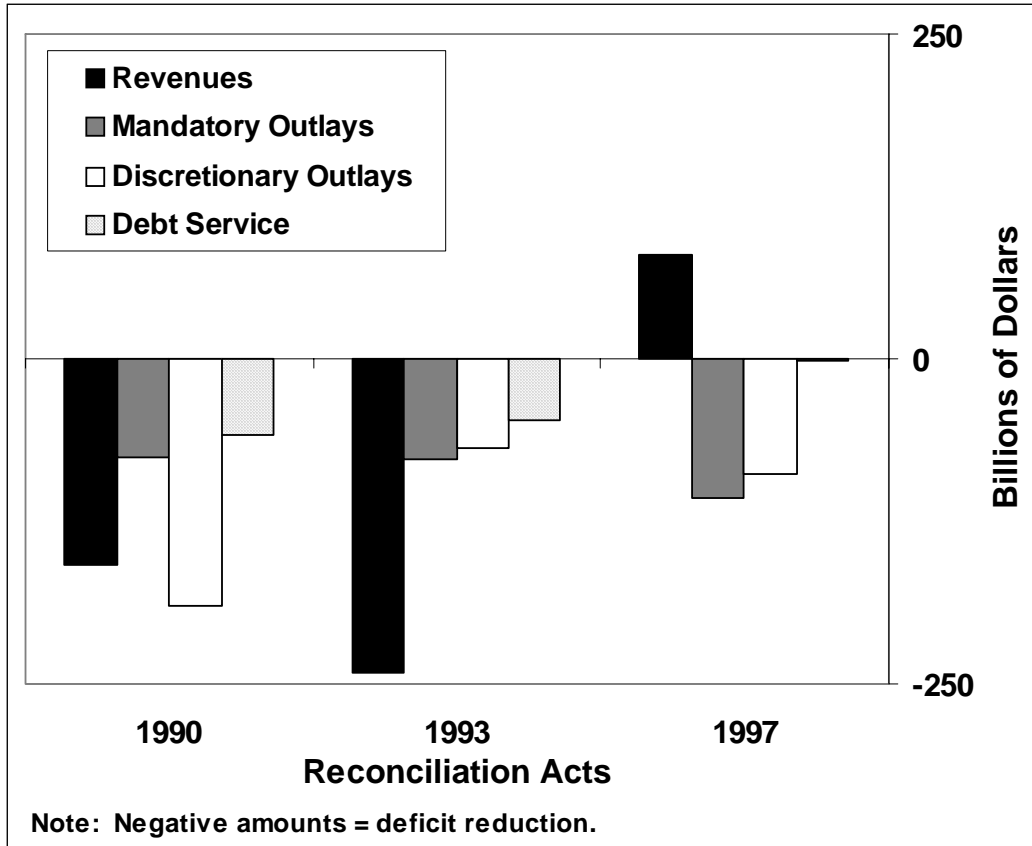 250
Revenues
Mandatory Outlays
Discretionary Outlays
Debt Service
0
Billions of Dollars
-250
1990 1993 1997
Reconciliation Acts
Note: Negative amounts = deficit reduction.